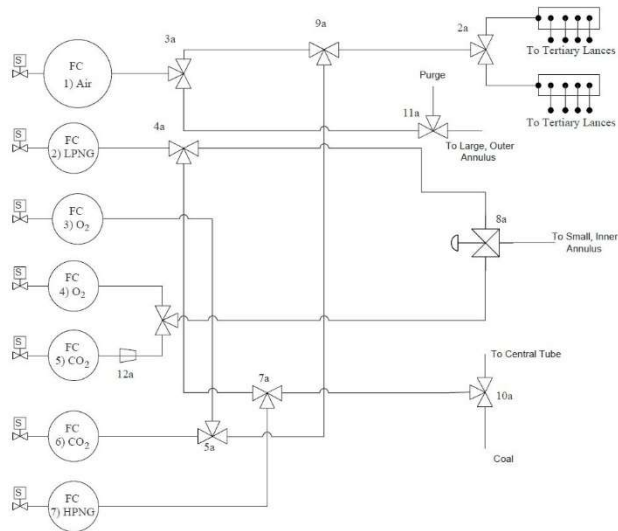 9a
2a
3a
S
FC
1) Air
To Tertiary Lances
Purge
11a
To Tertiary Lances
4a
S
FC
2) LPNG
To Large, Outer
Annulus
S
FC
3) O₂
8a
To Small, Inner
Annulus
S
FC
4) O₂
S
FC
5) CO₂
12a
To Central Tube
7a
10a
S
FC
6) CO₂
5a
Coal
S
FC
7) HPNG